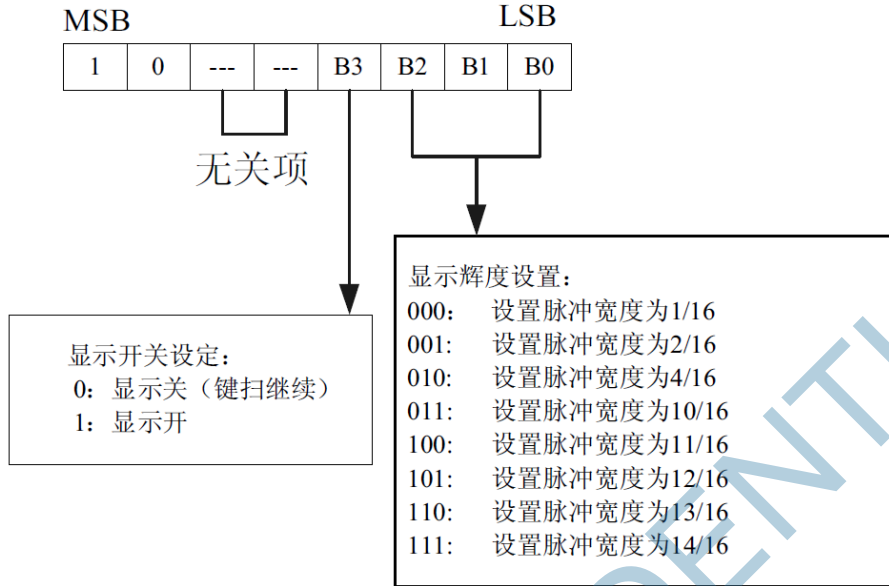 MSB LSB
1 0 --- --- B3 B2 B1 B0
无关项
显示开关设定：
0：显示关（键扫继续）
1：显示开
显示辉度设置：
000： 设置脉冲宽度为1/16
001: 设置脉冲宽度为2/16
010: 设置脉冲宽度为4/16
011: 设置脉冲宽度为10/16
100: 设置脉冲宽度为11/16
101: 设置脉冲宽度为12/16
110: 设置脉冲宽度为13/16
111: 设置脉冲宽度为14/16